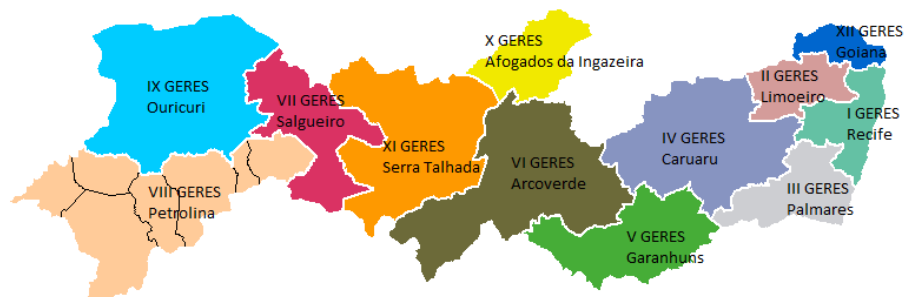 XII GERES
Goiana
X GERES
Afogados da Ingazeira
II GERES
Limoeiro
IX GERES
Ouricuri
VII GERES
Salgueiro
I GERES
Recife
XI GERES
Serra Talhada
VI GERES
Arcoverde
IV GERES
Caruaru
VIII GERES
Petrolina
III GERES
Palmares
V GERES
Garanhuns